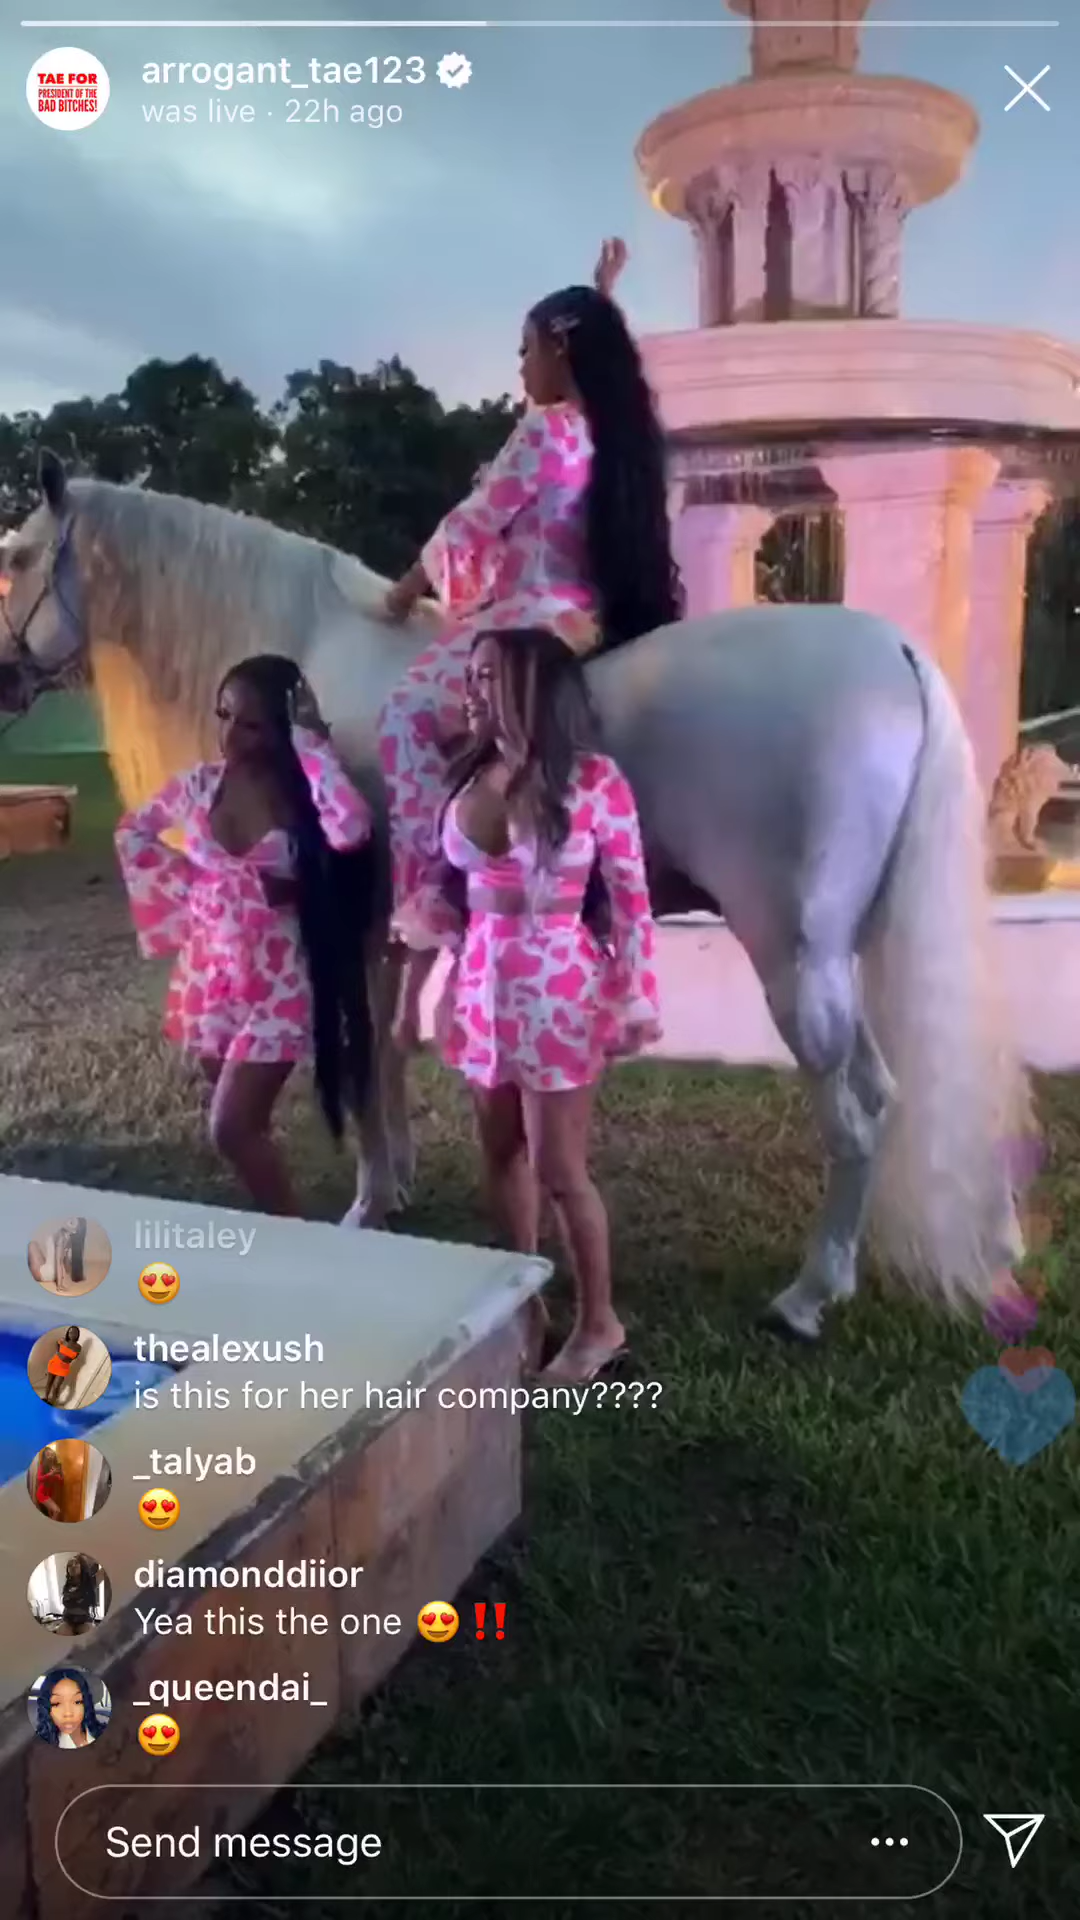 TAE FOR
PRESIDENT OF THE
BAD BITCHES!
arrogant_tae123
was live · 22h ago
lilitaley
😍
thealexush
is this for her hair company????
_talyab
😍
diamonddiior
Yea this the one 😍‼️
_queendai_
😍
Send message